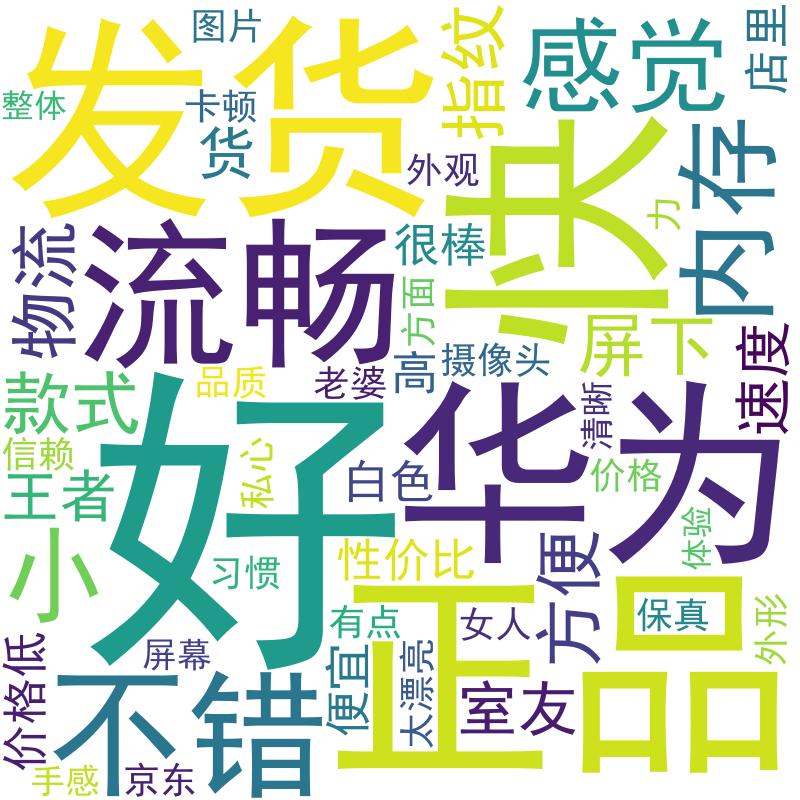 图片
发货
指纹
感觉
店里
整体
卡顿
货
快
内存
外观
力
物流
流畅
很棒
方面
屏下
速度
款式
品质
老婆
高
摄像头
清晰
好
华为
信赖
私心
白色
价格
王者
小
习惯
性价比
方便
体验
正品
保真
外形
有点
女人
屏幕
价格低
不错
便宜
太漂亮
室友
手感
京东